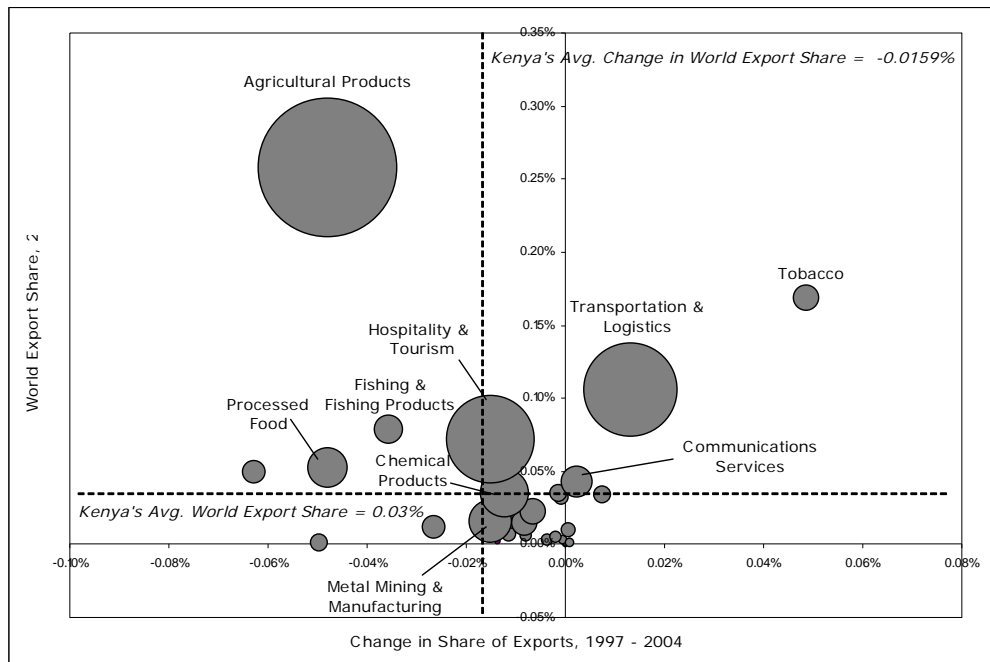 0.35%
Kenya's Avg. Change in World Export Share = -0.0159%
Agricultural Products
0.30%
0.25%
0.20%
Tobacco
Transportation &
Logistics
0.15%
Hospitality &
Tourism
0.10%
Fishing &
Fishing Products
Processed
Food
Communications
Services
Chemical
Products
0.05%
Kenya's Avg. World Export Share = 0.03%
0.00%
-0.10%
-0.08%
-0.06%
-0.04%
-0.02%
0.00%
0.02%
0.04%
0.06%
0.08%
Metal Mining &
Manufacturing
0.05%
World Export Share, 2
Change in Share of Exports, 1997 - 2004